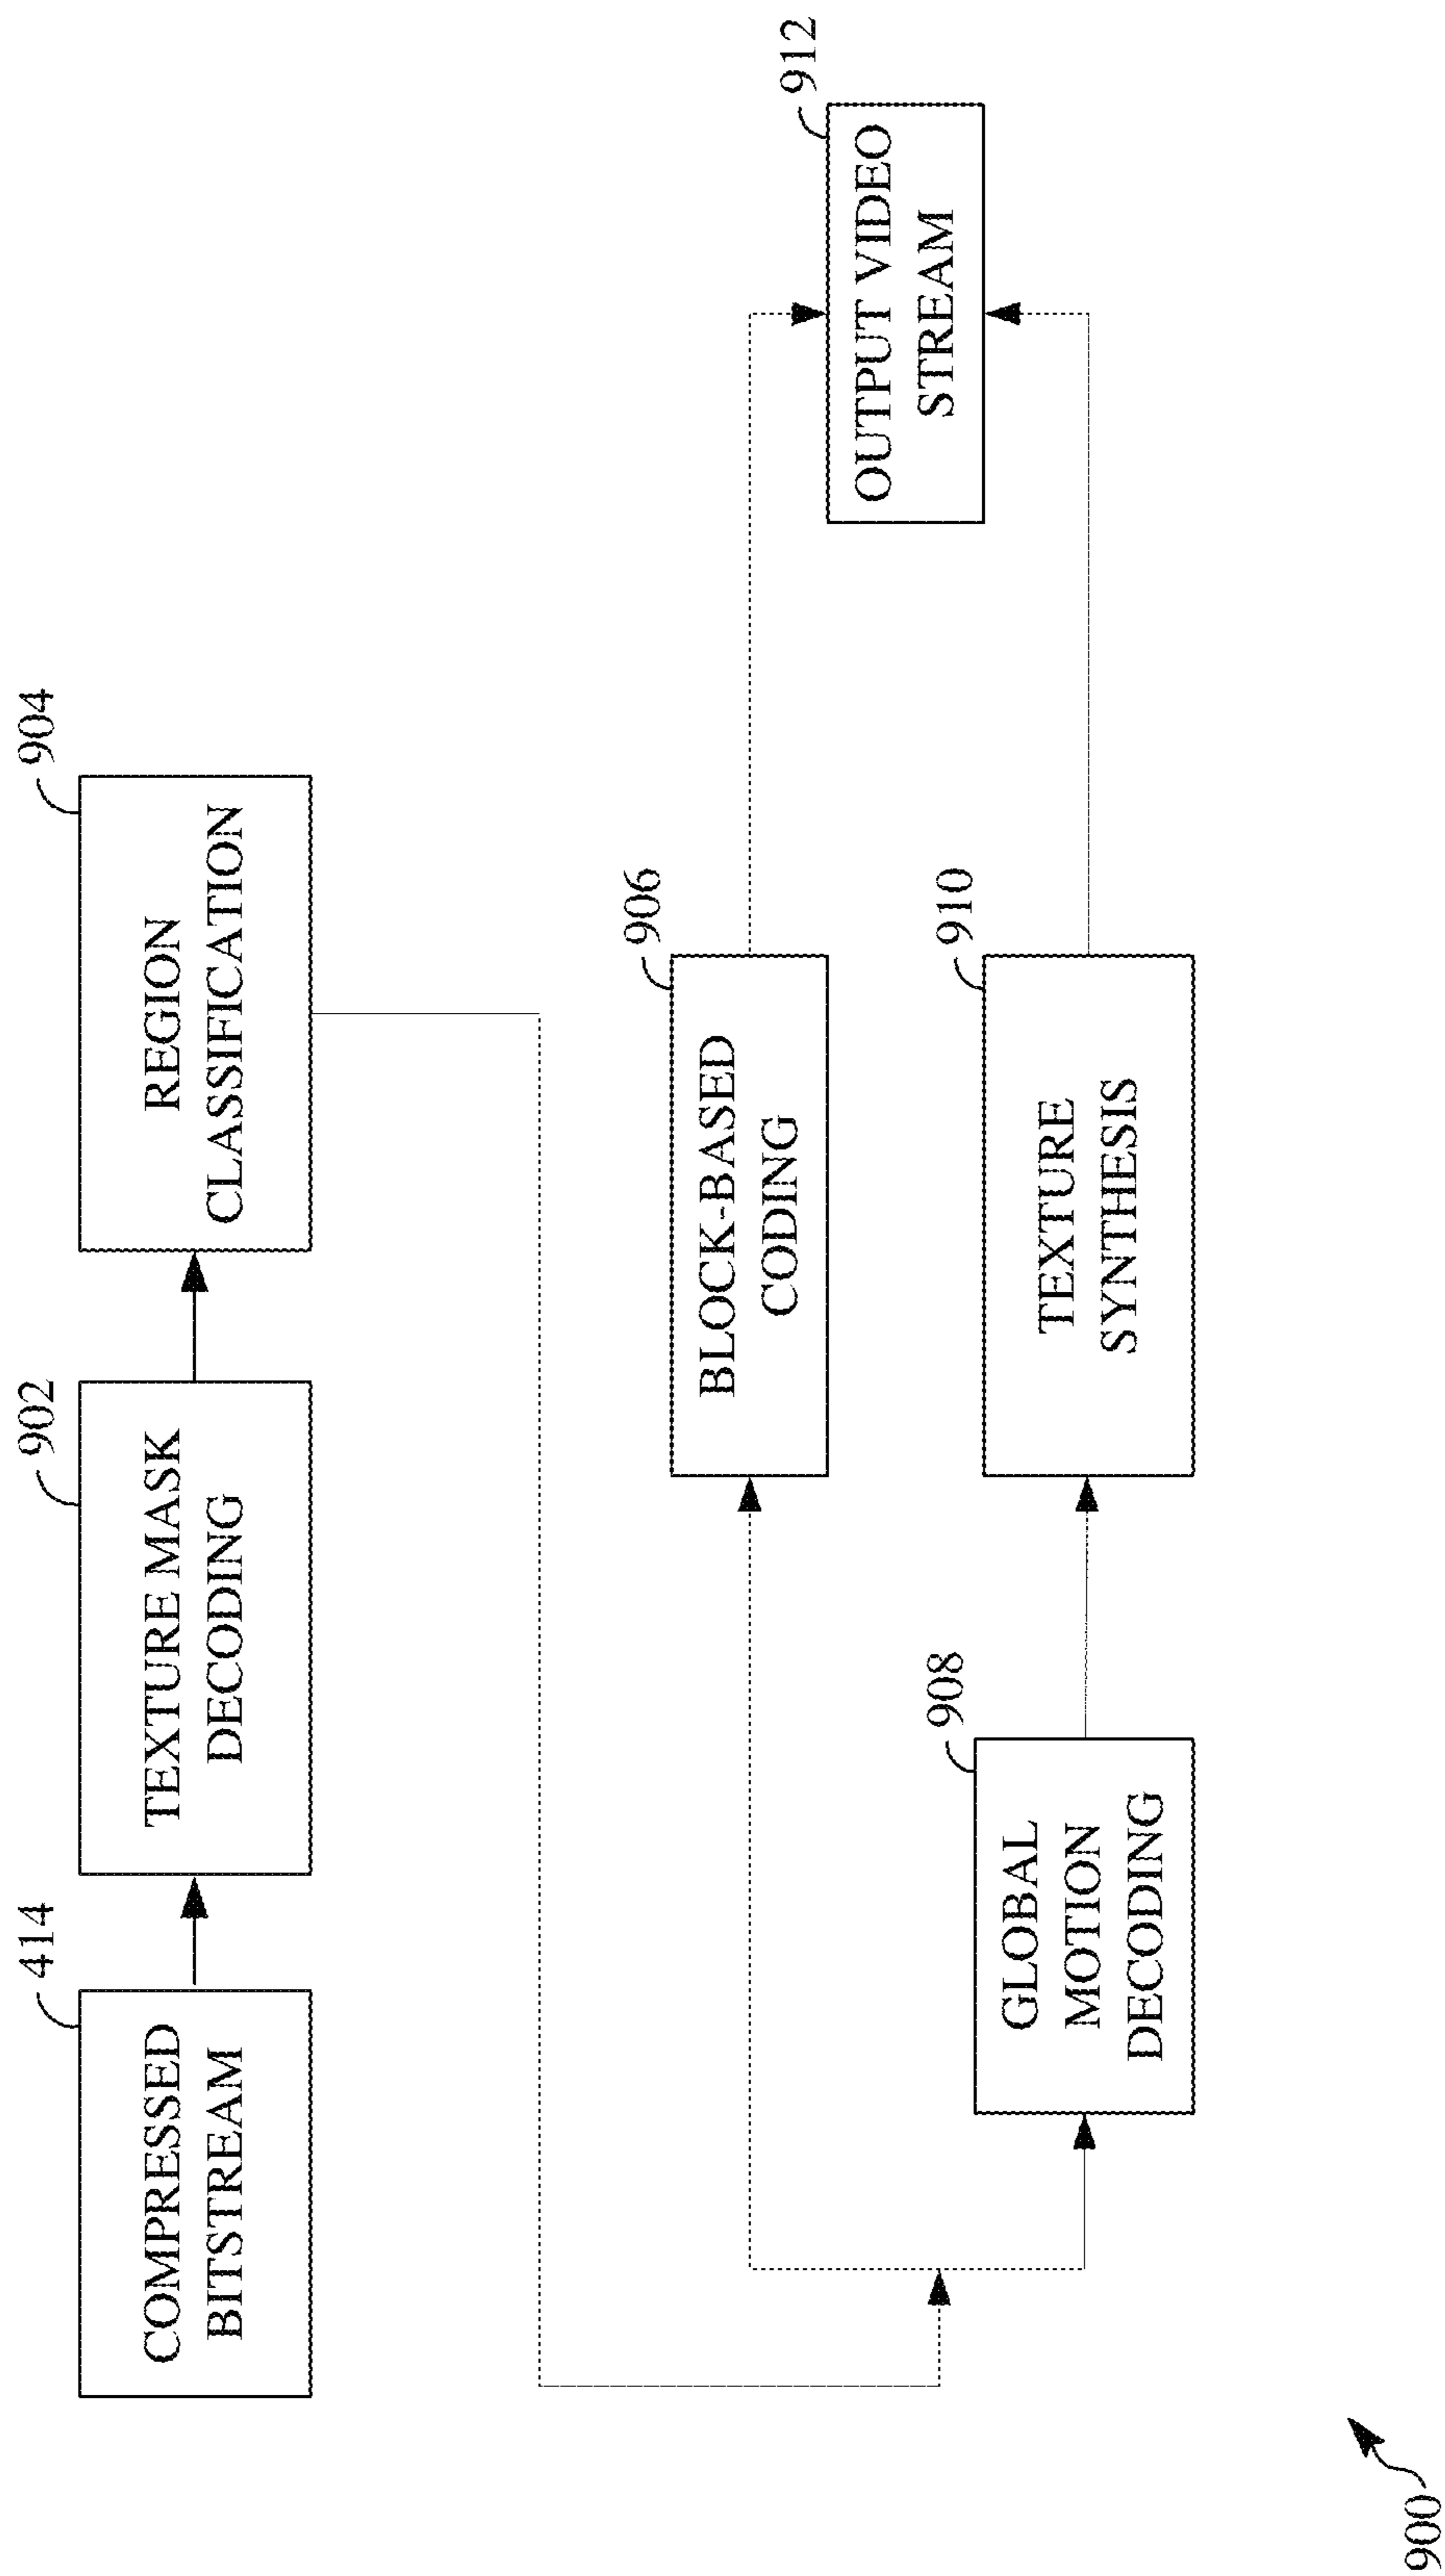 414
COMPRESSED
BITSTREAM
902
TEXTURE MASK
DECODING
904
REGION
CLASSIFICATION
906
BLOCK-BASED
CODING
908
GLOBAL
MOTION
DECODING
910
TEXTURE
SYNTHESIS
912
OUTPUT VIDEO
STREAM
900